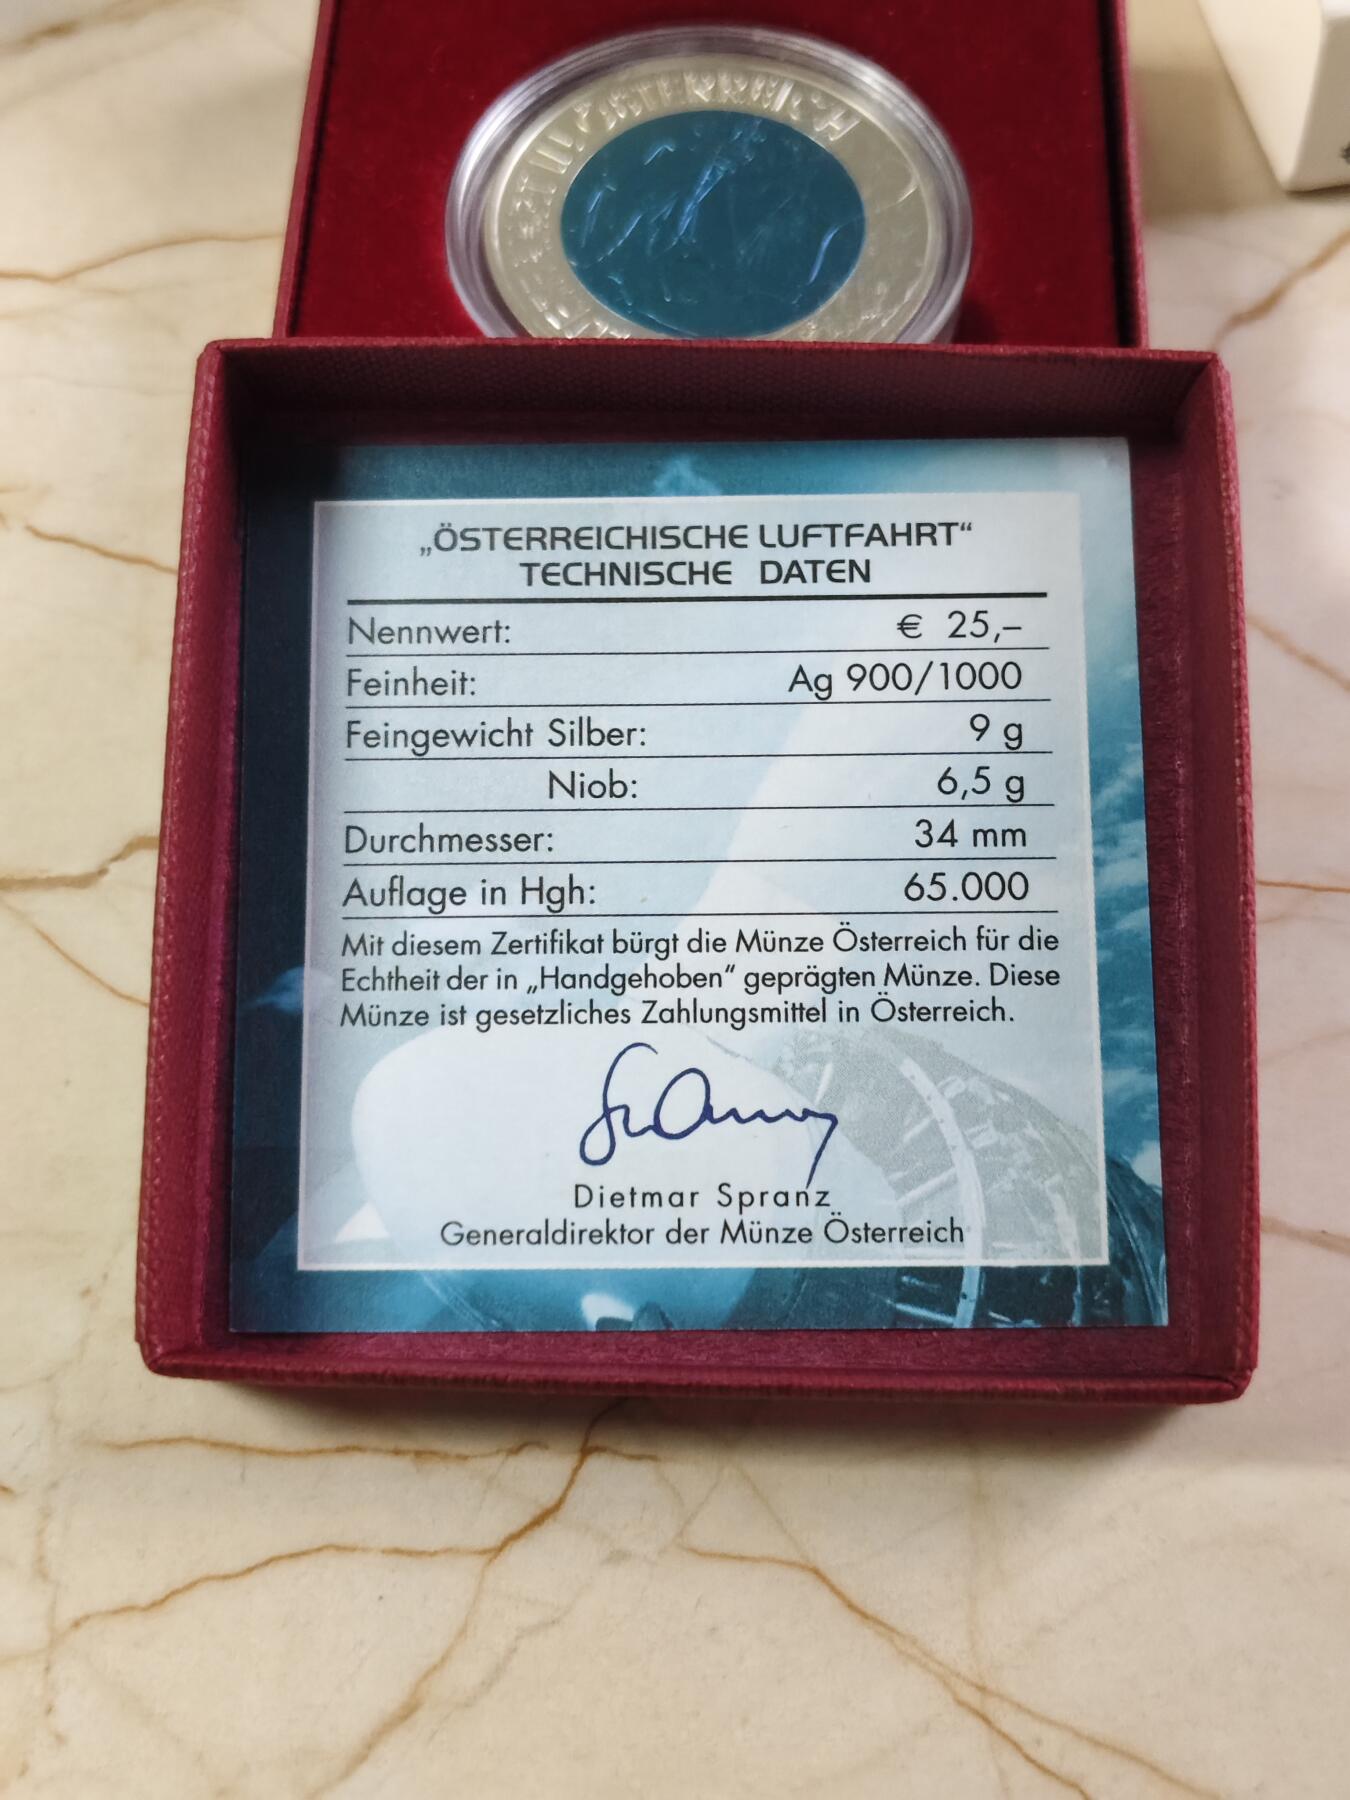 REPUBLIK ÖSTERREICH
„ÖSTERREICHISCHE LUFTFAHRT“
TECHNISCHE DATEN
Nennwert: € 25,–
Feinheit: Ag 900/1000
Feingewicht Silber: 9 g
Niob: 6,5 g
Durchmesser: 34 mm
Auflage in Hgh: 65.000
Mit diesem Zertifikat bürgt die Münze Österreich für die
Echtheit der in „Handgehoben“ geprägten Münze. Diese
Münze ist gesetzliches Zahlungsmittel in Österreich.
Dietmar Spranz
Generaldirektor der Münze Österreich